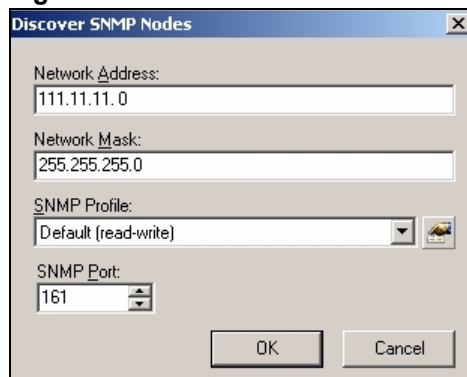 Discover SNMP Nodes
Network Address:
111.11.11. 0
Network Mask:
255.255.255.0
SNMP Profile:
Default (read-write)
SNMP Port:
161
OK Cancel